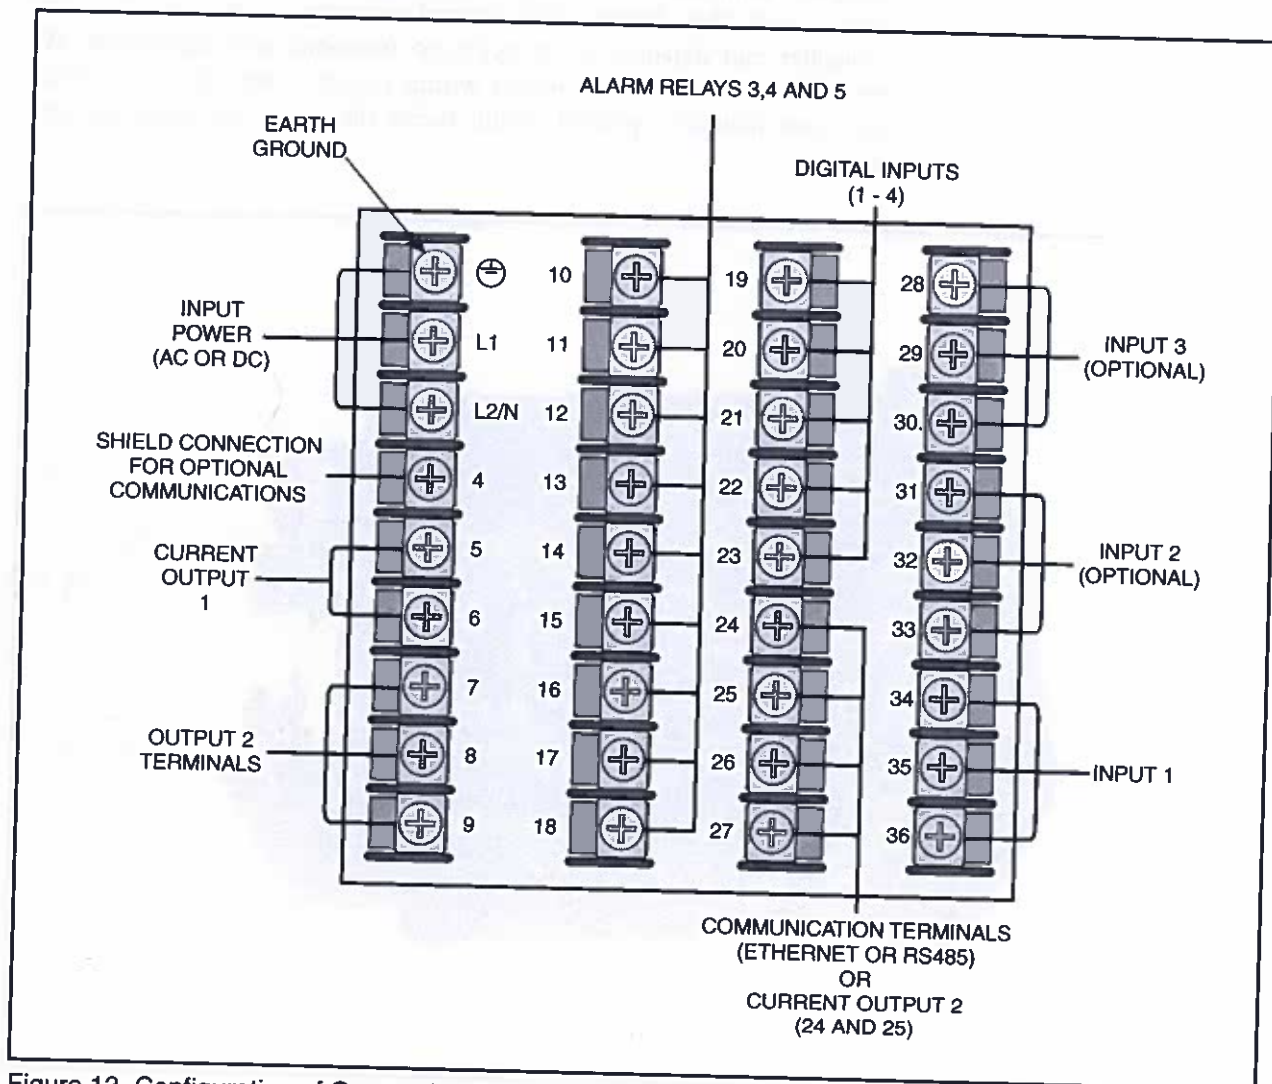 ALARM RELAYS 3,4 AND 5
EARTH
GROUND
DIGITAL INPUTS
(1 - 4)
INPUT
POWER
(AC OR DC)
SHIELD CONNECTION
FOR OPTIONAL
COMMUNICATIONS
CURRENT
OUTPUT
1
OUTPUT 2
TERMINALS
L1
L2/N
4
5
6
7
8
9
10
11
12
13
14
15
16
17
18
19
20
21
22
23
24
25
26
27
28
29
30.
31
32
33
34
35
36
INPUT 3
(OPTIONAL)
INPUT 2
(OPTIONAL)
INPUT 1
COMMUNICATION TERMINALS
(ETHERNET OR RS485)
OR
CURRENT OUTPUT 2
(24 AND 25)
Figure 12. Configuration of